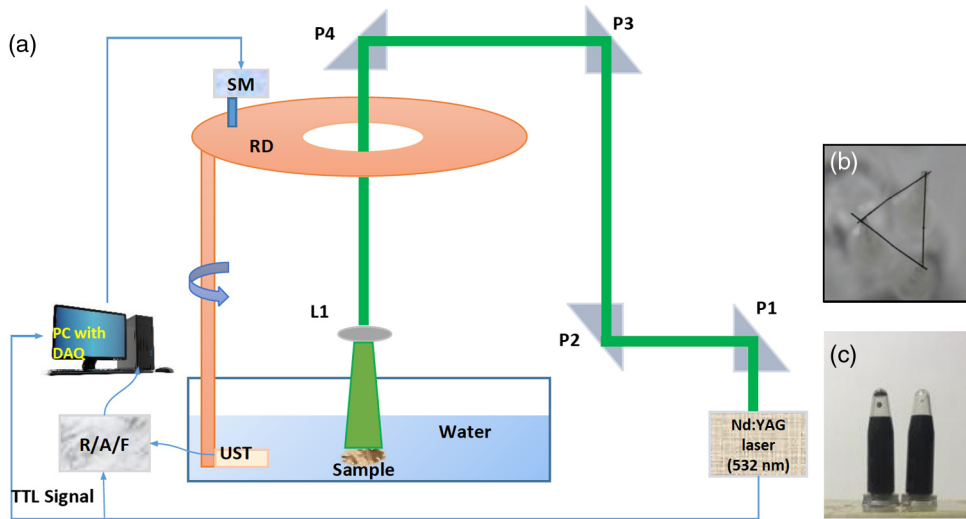 (a)
P4
P3
SM
RD
(b)
L1
P2
P1
PC with
DAQ
(c)
R/A/F
UST
Water
Sample
Nd:YAG
laser
(532 nm)
TTL Signal